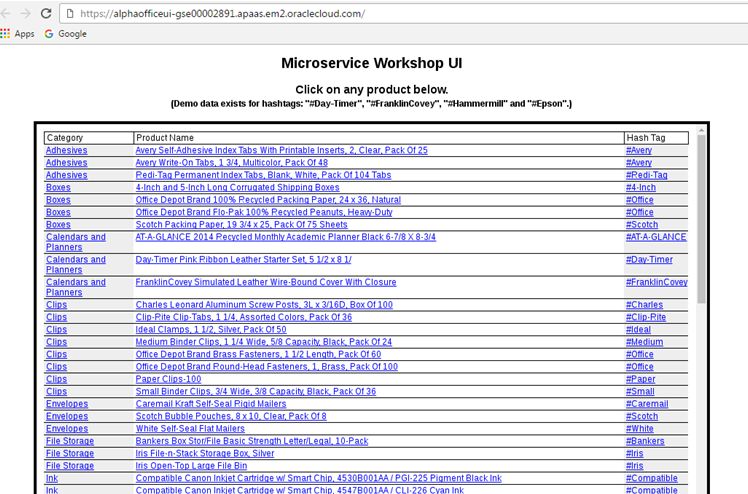 https://alphaofficeui-gse00002891.apaas.em2.oraclecloud.com/
Apps Google
Microservice Workshop UI
Click on any product below.
(Demo data exists for hashtags: "#Day-Timer", "#FranklinCovey", "#Hammermill" and "#Epson".)
Category Product Name Hash Tag
Adhesives Avery Self-Adhesive Index Tabs With Printable Inserts, 2, Clear, Pack Of 25 #Avery
Adhesives Avery Write-On Tabs, 1 3/4, Multicolor, Pack Of 48 #Avery
Adhesives Redi-Tag Permanent Index Tabs, Blank, White, Pack Of 104 Tabs #Redi-Tag
Boxes 4-Inch and 5-Inch Long Corrugated Shipping Boxes #4-Inch
Boxes Office Depot Brand 100% Recycled Packing Paper, 24 x 36, Natural #Office
Boxes Office Depot Brand Flo-Pak 100% Recycled Peanuts, Heavy-Duty #Office
Boxes Scotch Packing Paper, 19 3/4 x 25, Pack Of 75 Sheets #Scotch
Calendars and AT-A-GLANCE 2014 Recycled Monthly Academic Planner Black 6-7/8 X 8-3/4 #AT-A-GLANCE
Planners
Calendars and Day-Timer Pink Ribbon Leather Starter Set, 5 1/2 x 8 1/ #Day-Timer
Planners
Calendars and FranklinCovey Simulated Leather Wire-Bound Cover With Closure #FranklinCovey
Planners
Clips Charles Leonard Aluminum Screw Posts, 3L x 3/16D, Box Of 100 #Charles
Clips Clip-Rite Clip-Tabs, 1 1/4, Assorted Colors, Pack Of 36 #Clip-Rite
Clips Ideal Clamps, 1 1/2, Silver, Pack Of 50 #Ideal
Clips Medium Binder Clips, 1 1/4 Wide, 5/8 Capacity, Black, Pack Of 24 #Medium
Clips Office Depot Brand Brass Fasteners, 1 1/2 Length, Pack Of 60 #Office
Clips Office Depot Brand Round-Head Fasteners, 1, Brass, Pack Of 100 #Office
Clips Paper Clips-100 #Paper
Clips Small Binder Clips, 3/4 Wide, 3/8 Capacity, Black, Pack Of 36 #Small
Envelopes Caremail Kraft Self-Seal Rigid Mailers #Caremail
Envelopes Scotch Bubble Pouches, 8 x 10, Clear, Pack Of 8 #Scotch
Envelopes White Self-Seal Flat Mailers #White
File Storage Bankers Box Stor/File Basic Strength Letter/Legal, 10-Pack #Bankers
File Storage Iris File-n-Stack Storage Box, Silver #Iris
File Storage Iris Open-Top Large File Bin #Iris
Ink Compatible Canon Inkjet Cartridge w/ Smart Chip, 4530B001AA / PGI-225 Pigment Black Ink #Compatible
Ink Compatible Canon Inkjet Cartridge w/ Smart Chip, 4547B001AA / CLI-226 Cyan Ink #Compatible